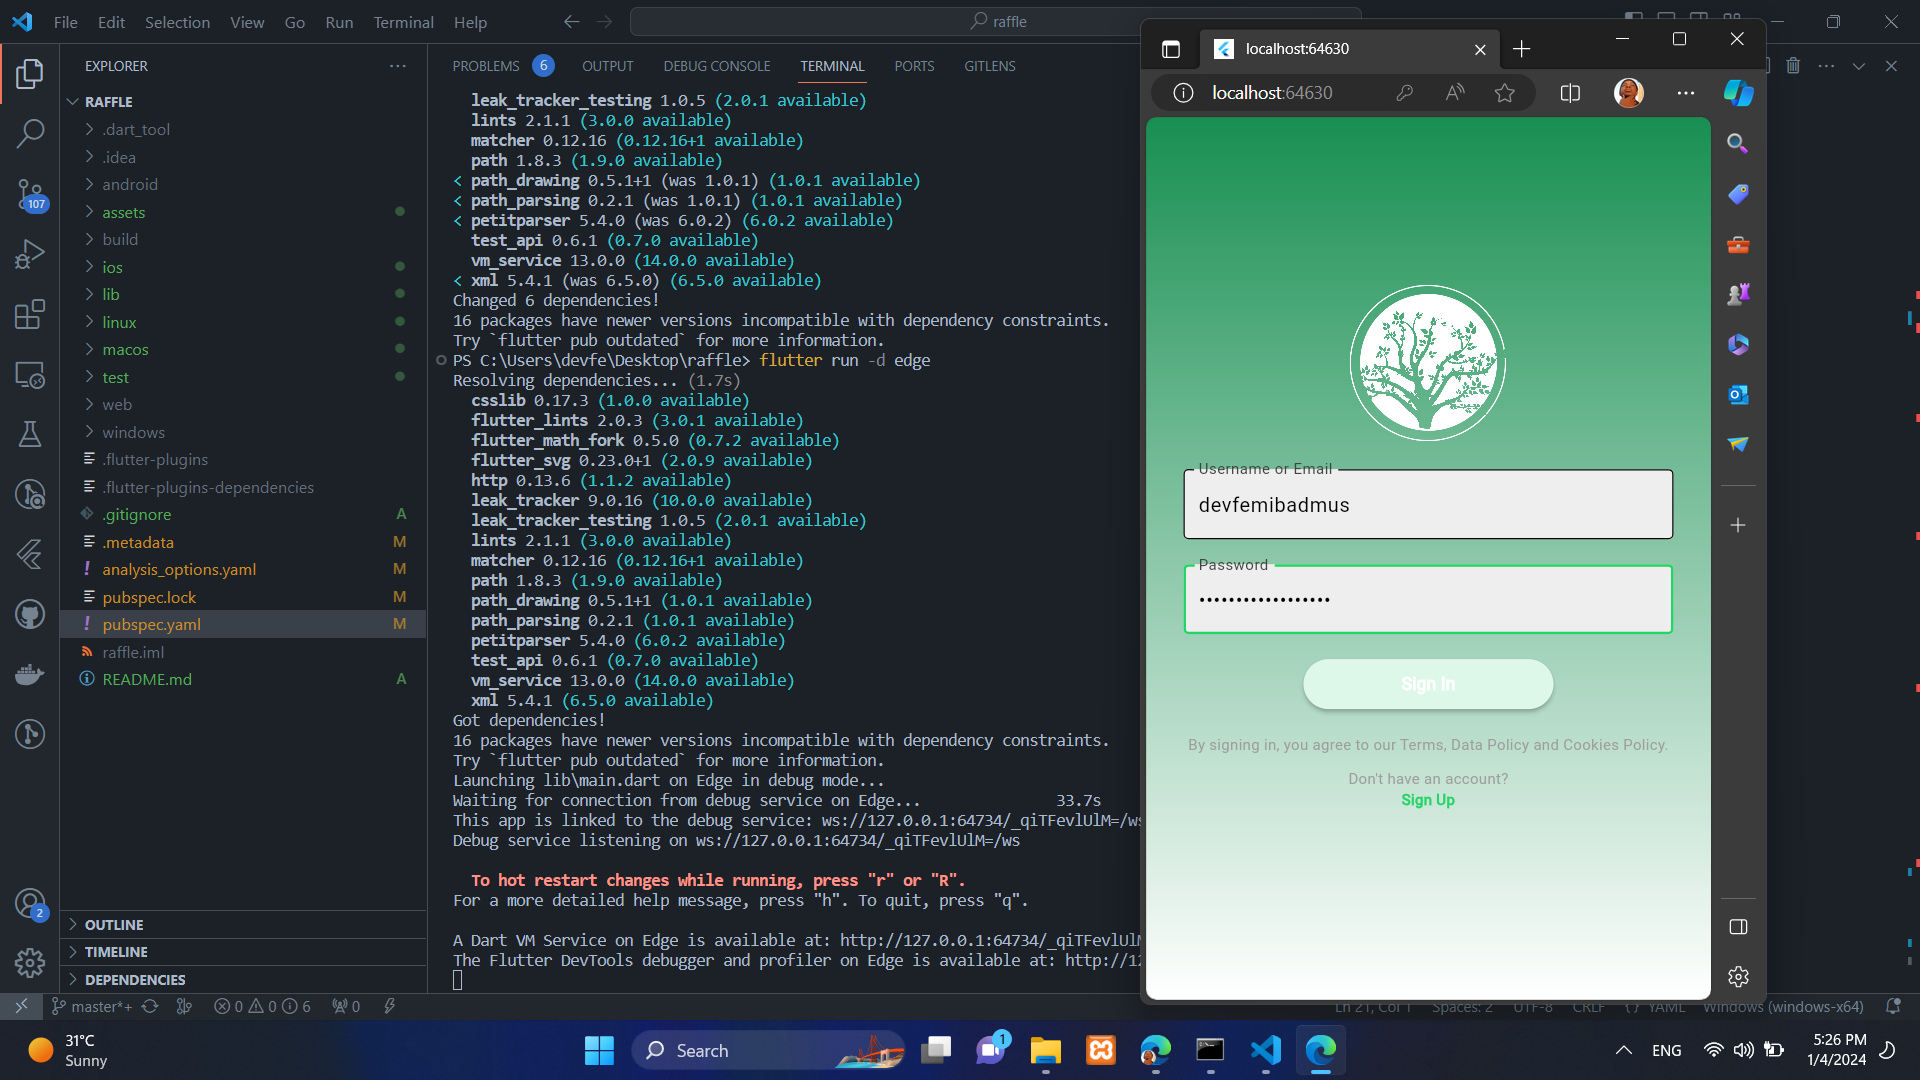 File Edit Selection View Go Run Terminal Help
raffle
EXPLORER
RAFFLE
.dart_tool
.idea
android
assets
build
ios
lib
linux
macos
test
web
windows
.flutter-plugins
.flutter-plugins-dependencies
.gitignore A
.metadata M
analysis_options.yaml M
pubspec.lock M
pubspec.yaml M
raffle.iml
README.md A
OUTLINE
TIMELINE
DEPENDENCIES
107
2
PROBLEMS 6 OUTPUT DEBUG CONSOLE TERMINAL PORTS GITLENS
leak_tracker_testing 1.0.5 (2.0.1 available)
lints 2.1.1 (3.0.0 available)
matcher 0.12.16 (0.12.16+1 available)
path 1.8.3 (1.9.0 available)
< path_drawing 0.5.1+1 (was 1.0.1) (1.0.1 available)
< path_parsing 0.2.1 (was 1.0.1) (1.0.1 available)
< petitparser 5.4.0 (was 6.0.2) (6.0.2 available)
test_api 0.6.1 (0.7.0 available)
vm_service 13.0.0 (14.0.0 available)
< xml 5.4.1 (was 6.5.0) (6.5.0 available)
Changed 6 dependencies!
16 packages have newer versions incompatible with dependency constraints.
Try `flutter pub outdated` for more information.
PS C:\Users\devfe\Desktop\raffle> flutter run -d edge
Resolving dependencies... (1.7s)
csslib 0.17.3 (1.0.0 available)
flutter_lints 2.0.3 (3.0.1 available)
flutter_math_fork 0.5.0 (0.7.2 available)
flutter_svg 0.23.0+1 (2.0.9 available)
http 0.13.6 (1.1.2 available)
leak_tracker 9.0.16 (10.0.0 available)
leak_tracker_testing 1.0.5 (2.0.1 available)
lints 2.1.1 (3.0.0 available)
matcher 0.12.16 (0.12.16+1 available)
path 1.8.3 (1.9.0 available)
path_drawing 0.5.1+1 (1.0.1 available)
path_parsing 0.2.1 (1.0.1 available)
petitparser 5.4.0 (6.0.2 available)
test_api 0.6.1 (0.7.0 available)
vm_service 13.0.0 (14.0.0 available)
xml 5.4.1 (6.5.0 available)
Got dependencies!
16 packages have newer versions incompatible with dependency constraints.
Try `flutter pub outdated` for more information.
Launching lib\main.dart on Edge in debug mode...
Waiting for connection from debug service on Edge... 33.7s
This app is linked to the debug service: ws://127.0.0.1:64734/_qiTFevlUlM=/ws
Debug service listening on ws://127.0.0.1:64734/_qiTFevlUlM=/ws
To hot restart changes while running, press "r" or "R".
For a more detailed help message, press "h". To quit, press "q".
A Dart VM Service on Edge is available at: http://127.0.0.1:64734/_qiTFevlUlM
The Flutter DevTools debugger and profiler on Edge is available at: http://12
localhost:64630
localhost:64630
Username or Email
devfemibadmus
Password
••••••••••••••••••
Sign In
By signing in, you agree to our Terms, Data Policy and Cookies Policy.
Don't have an account?
Sign Up
master*+ 0 0 6 0 Ln 21, Col 1 Spaces: 2 UTF-8 CRLF {} YAML Windows (windows-x64)
31°C
Sunny
Search
1
ENG
5:26 PM
1/4/2024